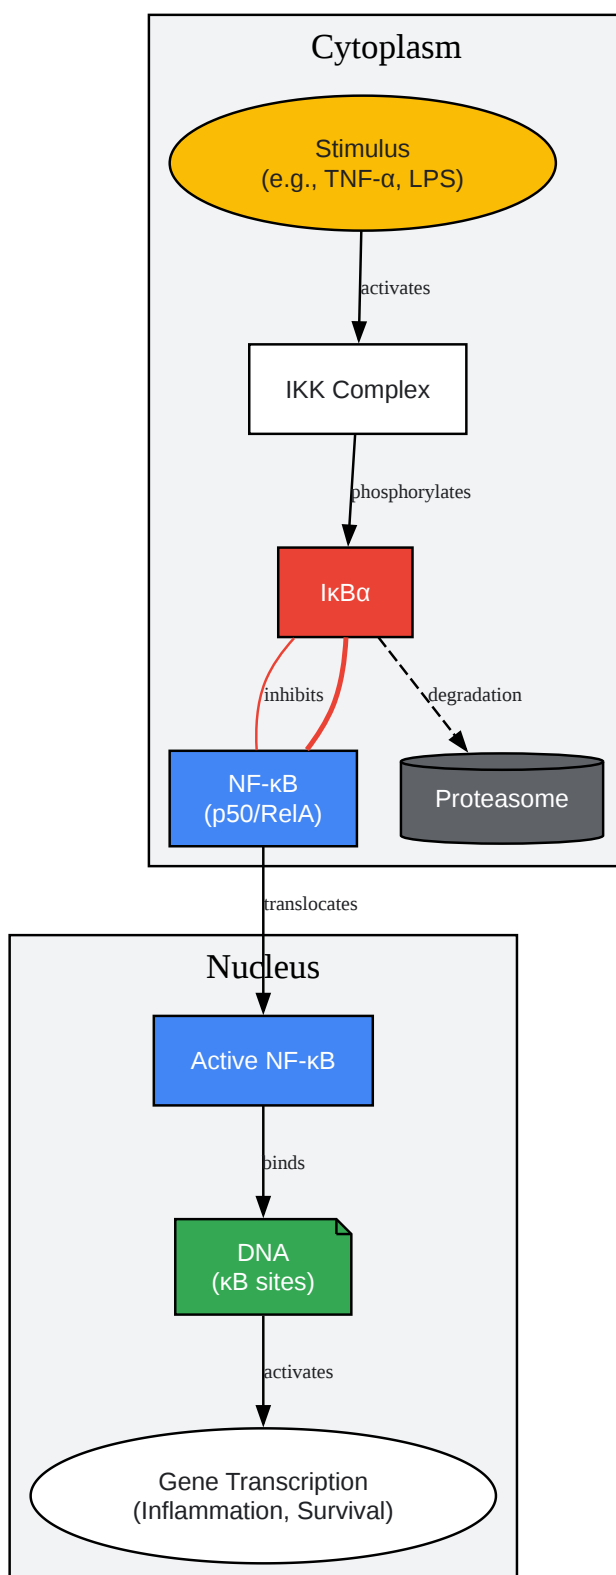 Cytoplasm
Stimulus
(e.g., TNF-α, LPS)
activates
IKK Complex
phosphorylates
IκBα
inhibits
degradation
NF-κB
(p50/RelA)
Proteasome
translocates
Nucleus
Active NF-κB
binds
DNA
(κB sites)
activates
Gene Transcription
(Inflammation, Survival)